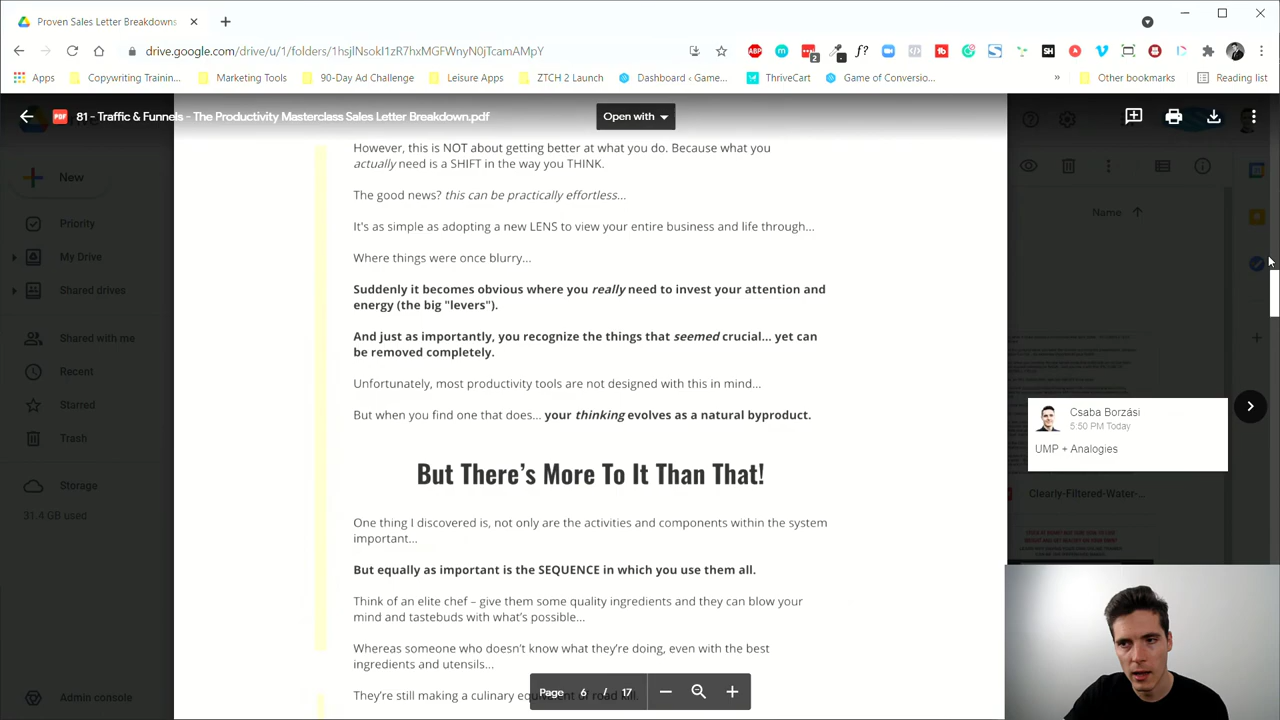 Proven Sales Letter Breakdowns
drive.google.com/drive/u/1/folders/1hsjlNsokI1zR7hxMGFWnyN0jTcamAMpY
Apps
Copywriting Trainin...
Marketing Tools
90-Day Ad Challenge
Leisure Apps
ZTCH 2 Launch
Dashboard ‹ Game...
ThriveCart
Game of Conversio...
»
Other bookmarks
Reading list
81 - Traffic & Funnels - The Productivity Masterclass Sales Letter Breakdown.pdf
Open with
New
Priority
My Drive
Shared drives
Shared with me
Recent
Starred
Trash
Storage
31.4 GB used
Admin console
However, this is NOT about getting better at what you do. Because what you
actually need is a SHIFT in the way you THINK.
The good news? this can be practically effortless...
It's as simple as adopting a new LENS to view your entire business and life through...
Where things were once blurry...
Suddenly it becomes obvious where you really need to invest your attention and
energy (the big "levers").
And just as importantly, you recognize the things that seemed crucial... yet can
be removed completely.
Unfortunately, most productivity tools are not designed with this in mind...
But when you find one that does... your thinking evolves as a natural byproduct.
But There's More To It Than That!
One thing I discovered is, not only are the activities and components within the system
important...
But equally as important is the SEQUENCE in which you use them all.
Think of an elite chef – give them some quality ingredients and they can blow your
mind and tastebuds with what's possible...
Whereas someone who doesn't know what they're doing, even with the best
ingredients and utensils...
They're still making a culinary equivalent of road kill.
Page 6 / 17
Name
Csaba Borzási
5:50 PM Today
UMP + Analogies
Clearly-Filtered-Water-...